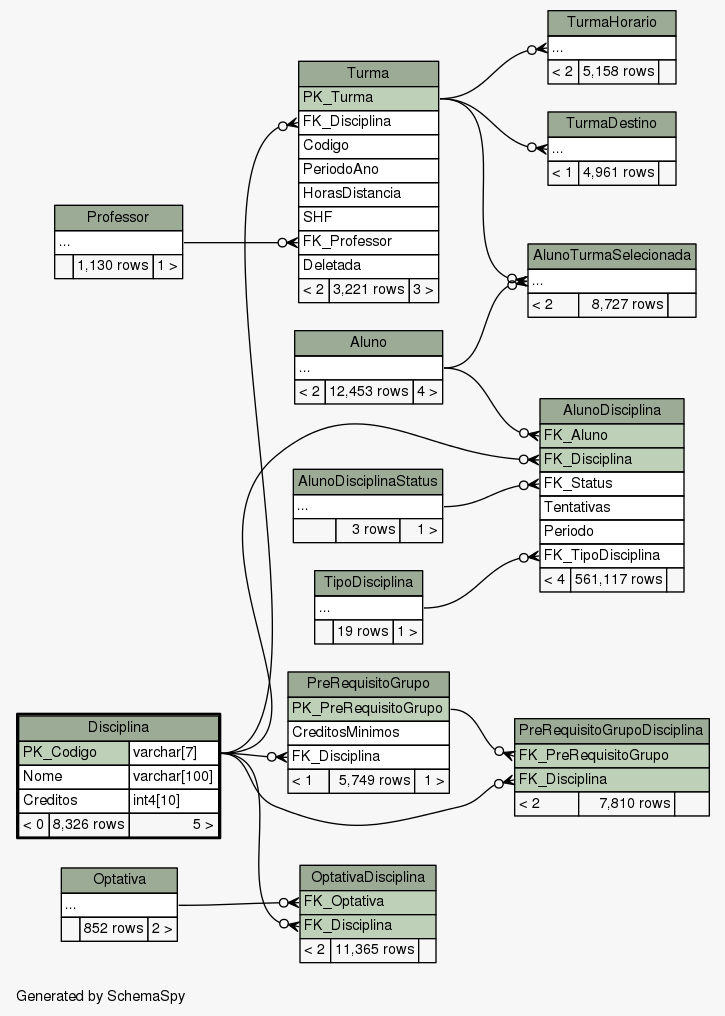 TurmaHorario
...
< 2 5,158 rows
Turma
PK_Turma
FK_Disciplina
Codigo
PeriodoAno
HorasDistancia
SHF
FK_Professor
Deletada
< 2 3,221 rows 3 >
TurmaDestino
...
< 1 4,961 rows
Professor
...
1,130 rows 1 >
AlunoTurmaSelecionada
...
< 2 8,727 rows
Aluno
...
< 2 12,453 rows 4 >
AlunoDisciplina
FK_Aluno
FK_Disciplina
FK_Status
Tentativas
Periodo
FK_TipoDisciplina
< 4 561,117 rows
AlunoDisciplinaStatus
...
3 rows 1 >
TipoDisciplina
...
19 rows 1 >
PreRequisitoGrupo
PK_PreRequisitoGrupo
CreditosMinimos
FK_Disciplina
< 1 5,749 rows 1 >
Disciplina
PK_Codigo varchar[7]
Nome varchar[100]
Creditos int4[10]
< 0 8,326 rows 5 >
PreRequisitoGrupoDisciplina
FK_PreRequisitoGrupo
FK_Disciplina
< 2 7,810 rows
Optativa
...
852 rows 2 >
OptativaDisciplina
FK_Optativa
FK_Disciplina
< 2 11,365 rows
Generated by SchemaSpy